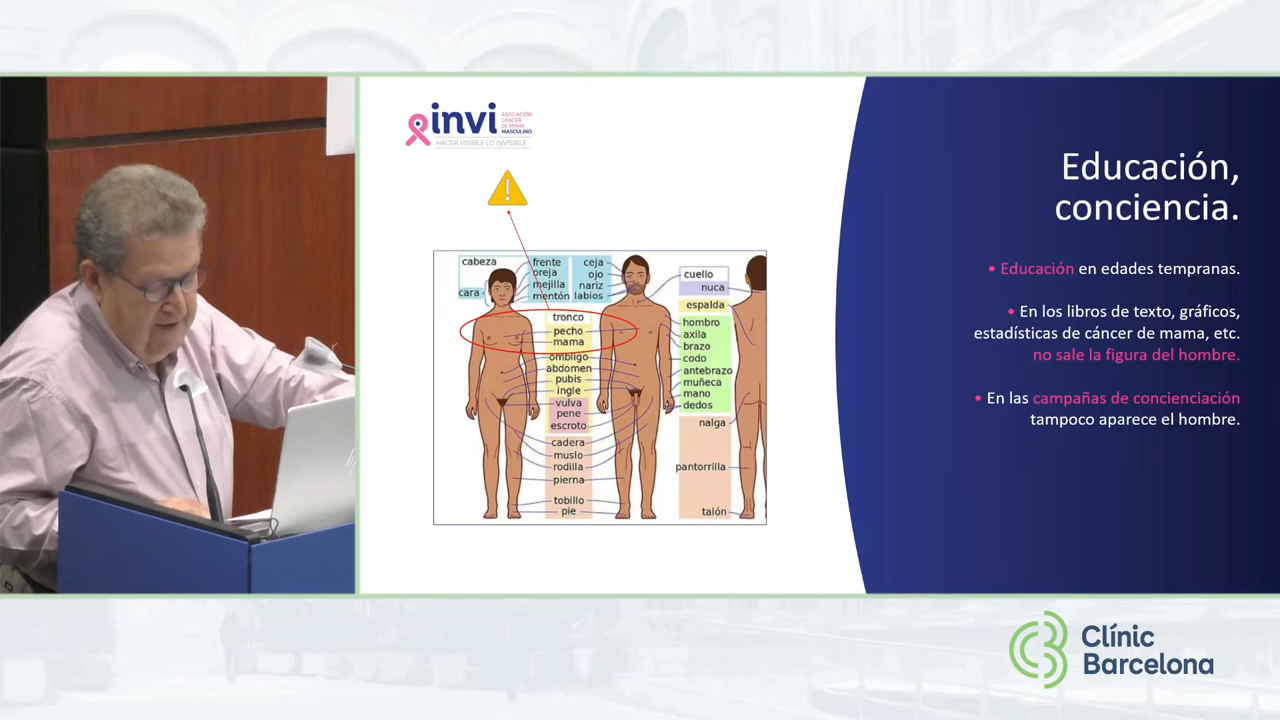 invi
ASOCIACIÓN
CÁNCER
DE MAMA
MASCULINO
HACER VISIBLE LO INVISIBLE
!
cabeza
cara
frente
oreja
mejilla
mentón
ceja
ojo
nariz
labios
cuello
nuca
espalda
tronco
pecho
mama
ombligo
abdomen
pubis
ingle
vulva
pene
escroto
cadera
muslo
rodilla
pierna
tobillo
pie
hombro
axila
brazo
codo
antebrazo
muñeca
mano
dedos
nalga
pantorrilla
talón
Educación,
conciencia.
• Educación en edades tempranas.
• En los libros de texto, gráficos,
estadísticas de cáncer de mama, etc.
no sale la figura del hombre.
• En las campañas de concienciación
tampoco aparece el hombre.
Clínic
Barcelona